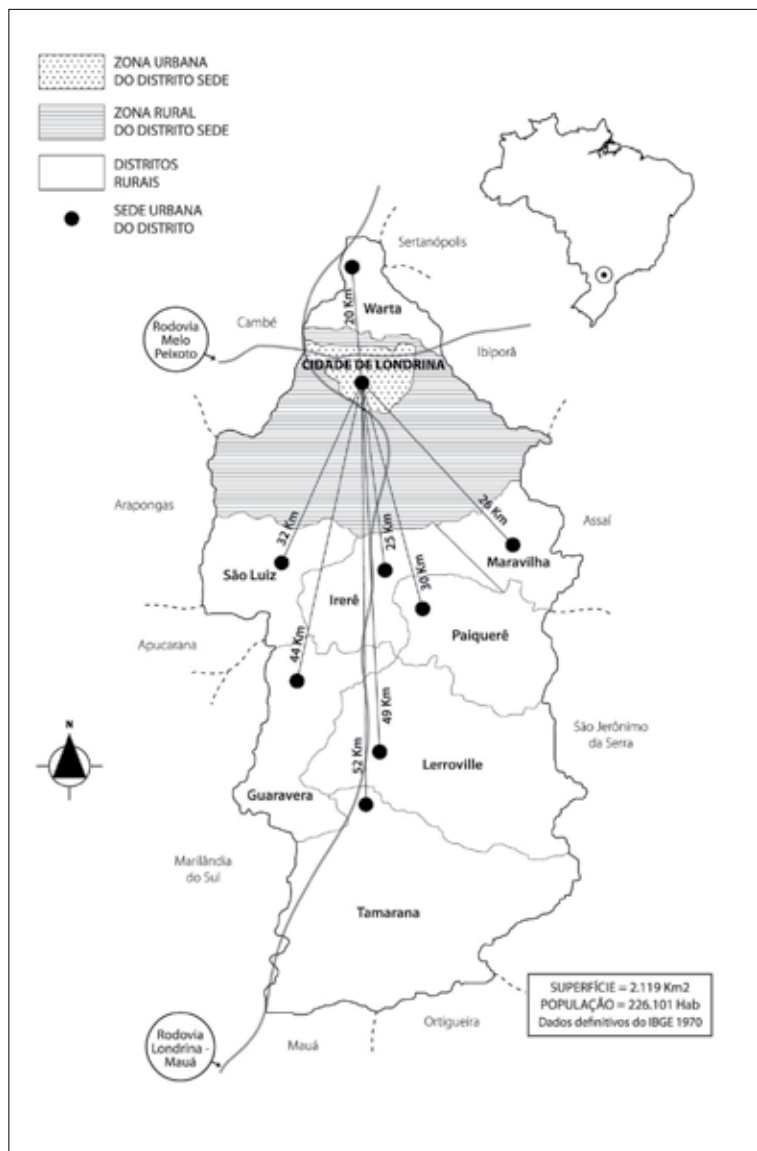 ZONA URBANA
DO DISTRITO SEDE
ZONA RURAL
DO DISTRITO SEDE
DISTRITOS
RURAIS
SEDE URBANA
DO DISTRITO
Sertanópolis
20 Km
Warta
Cambé
Rodovia
Melo
Peixoto
Ibiporã
CIDADE DE LONDRINA
Arapongas
32 Km
26 Km
Assaí
25 Km
Maravilha
São Luiz
30 Km
Irerê
Paiquerê
Apucarana
44 Km
N
49 Km
São Jerônimo
da Serra
52 Km
Lerroville
Guaravera
Marilândia
do Sul
Tamarana
SUPERFÍCIE = 2.119 Km2
POPULAÇÃO = 226.101 Hab
Dados definitivos do IBGE 1970
Ortigueira
Rodovia
Londrina -
Mauá
Mauá